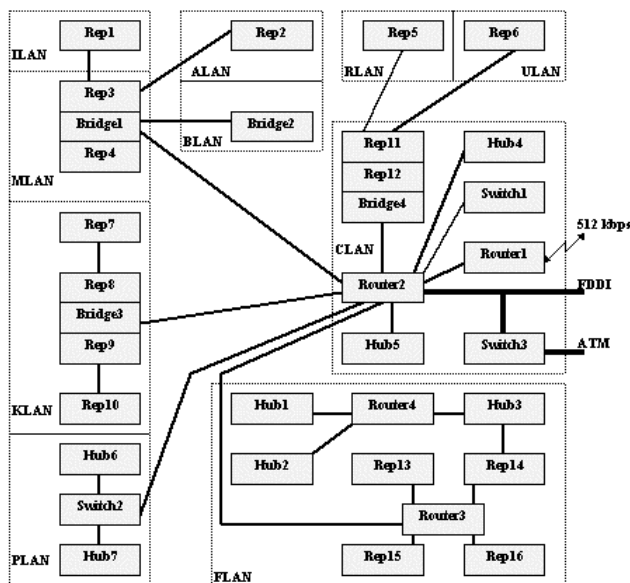 Rep1
ILAN
Rep2
ALAN
Rep5
RLAN
Rep6
ULAN
Rep3
Bridge1
Rep4
MLAN
Bridge2
BLAN
Rep11
Rep12
Bridge4
CLAN
Hub4
Switch1
Router1
512 kbps
Router2
FDDI
Hub5
Switch3
ATM
Rep7
Rep8
Bridge3
Rep9
Rep10
KLAN
Hub6
Switch2
Hub7
PLAN
Hub1
Router4
Hub3
Hub2
Rep13
Rep14
Router3
Rep15
Rep16
FLAN